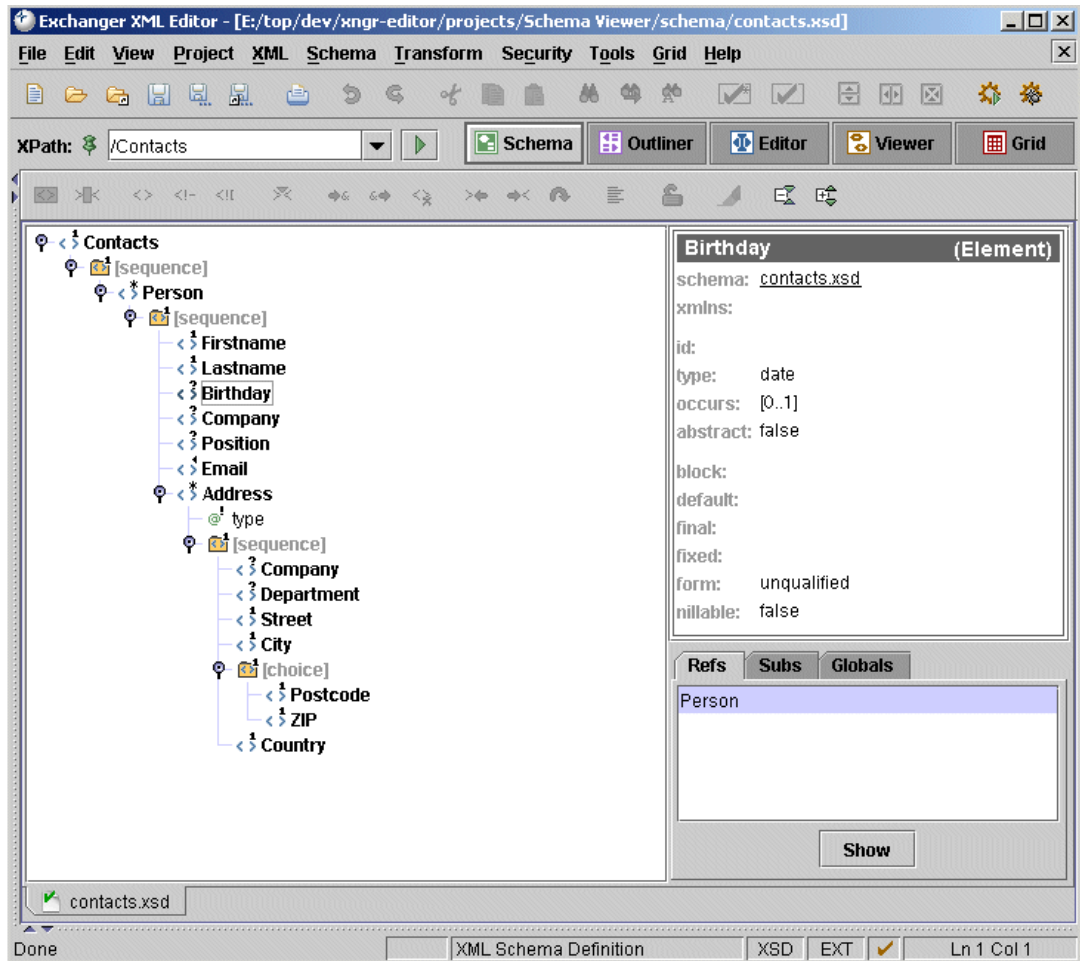 Exchanger XML Editor - [E:/top/dev/xngr-editor/projects/Schema Viewer/schema/contacts.xsd]
File Edit View Project XML Schema Transform Security Tools Grid Help
XPath: /Contacts Schema Outliner Editor Viewer Grid
Contacts
[sequence]
Person
[sequence]
Firstname
Lastname
Birthday
Company
Position
Email
Address
type
[sequence]
Company
Department
Street
City
[choice]
Postcode
ZIP
Country
Birthday (Element)
schema: contacts.xsd
xmlns:
id:
type: date
occurs: [0..1]
abstract: false
block:
default:
final:
fixed:
form: unqualified
nillable: false
Refs Subs Globals
Person
Show
contacts.xsd
Done XML Schema Definition XSD EXT Ln 1 Col 1